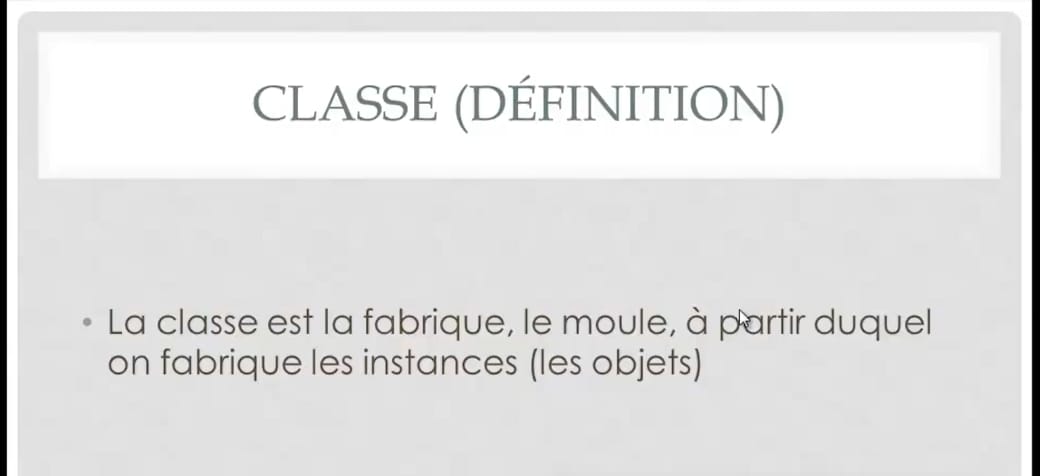 CLASSE (DÉFINITION)
• La classe est la fabrique, le moule, à partir duquel
on fabrique les instances (les objets)